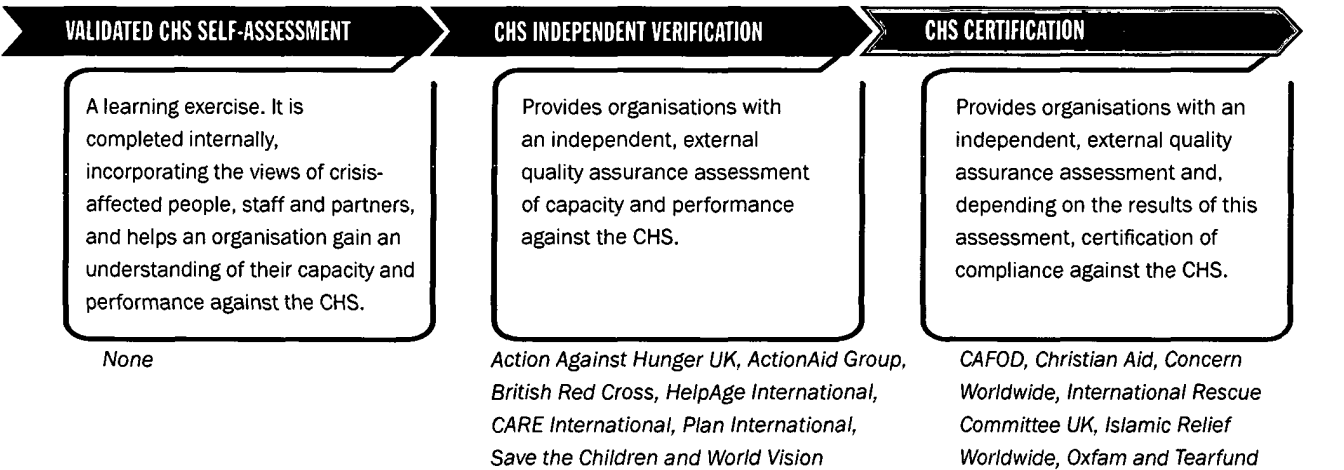 VALIDATED CHS SELF-ASSESSMENT
A learning exercise. It is
completed internally,
incorporating the views of crisis-
affected people, staff and partners,
and helps an organisation gain an
understanding of their capacity and
performance against the CHS.
None
CHS INDEPENDENT VERIFICATION
Provides organisations with
an independent, external
quality assurance assessment
of capacity and performance
against the CHS.
Action Against Hunger UK, ActionAid Group,
British Red Cross, HelpAge International,
CARE International, Plan International,
Save the Children and World Vision
CHS CERTIFICATION
Provides organisations with an
independent, external quality
assurance assessment and,
depending on the results of this
assessment, certification of
compliance against the CHS.
CAFOD, Christian Aid, Concern
Worldwide, International Rescue
Committee UK, Islamic Relief
Worldwide, Oxfam and Tearfund